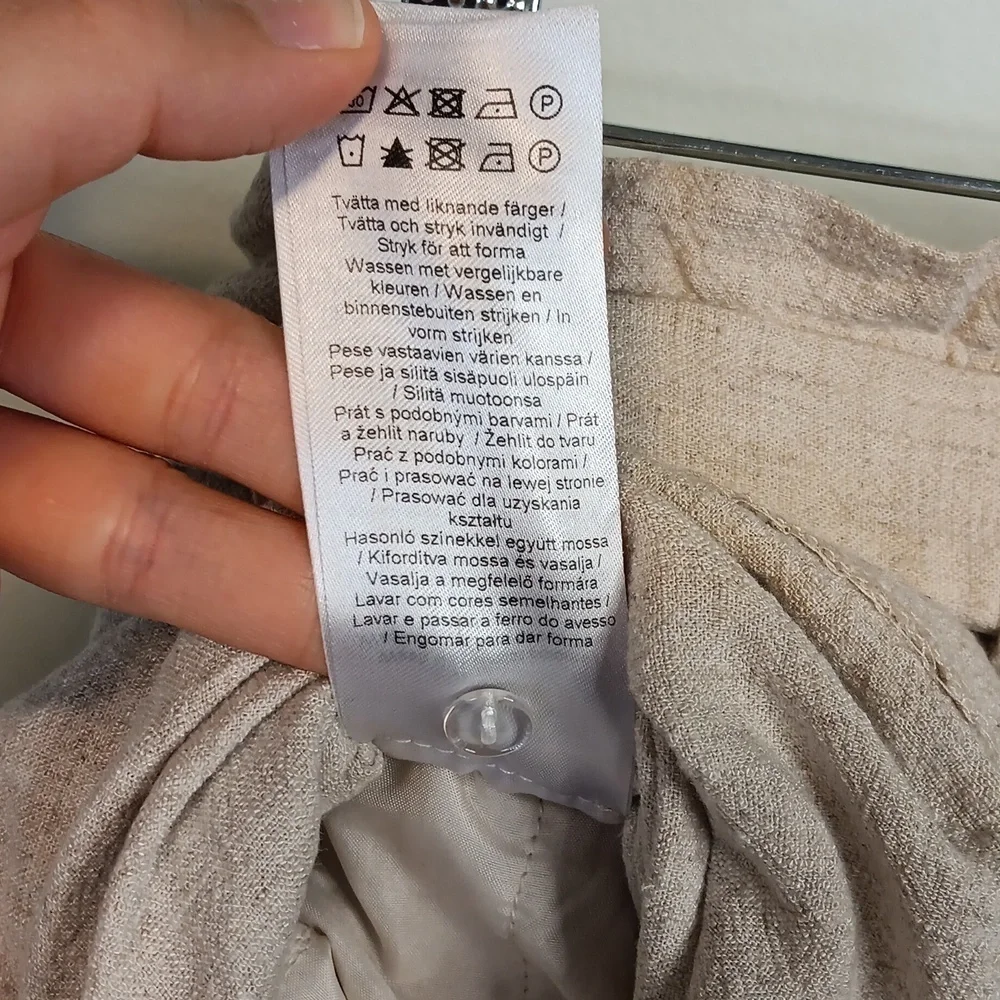 30 P
P
Tvätta med liknande färger /
Tvätta och stryk invändigt /
Stryk för att forma
Wassen met vergelijkbare
kleuren / Wassen en
binnenstebuiten strijken / In
vorm strijken
Pese vastaavien värien kanssa /
Pese ja silitä sisäpuoli ulospäin
/ Silitä muotoonsa
Prát s podobnými barvami / Prát
a žehlit naruby / Žehlit do tvaru
Prać z podobnymi kolorami /
Prać i prasować na lewej stronie
/ Prasować dla uzyskania
kształtu
Hasonló színekkel együtt mossa
/ Kifordítva mossa és vasalja /
Vasalja a megfelelő formára
Lavar com cores semelhantes /
Lavar e passar a ferro do avesso
/ Engomar para dar forma